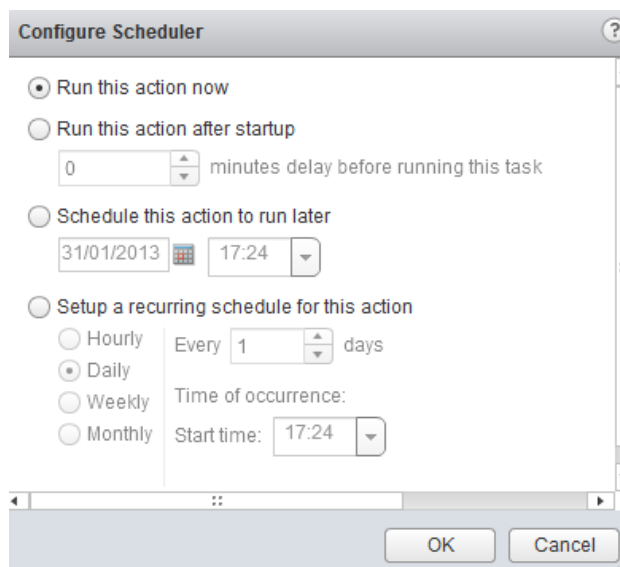 Configure Scheduler
?
Run this action now
Run this action after startup
0 minutes delay before running this task
Schedule this action to run later
31/01/2013 17:24
Setup a recurring schedule for this action
Hourly
Every 1 days
Daily
Weekly
Time of occurrence:
Monthly
Start time: 17:24
OK Cancel